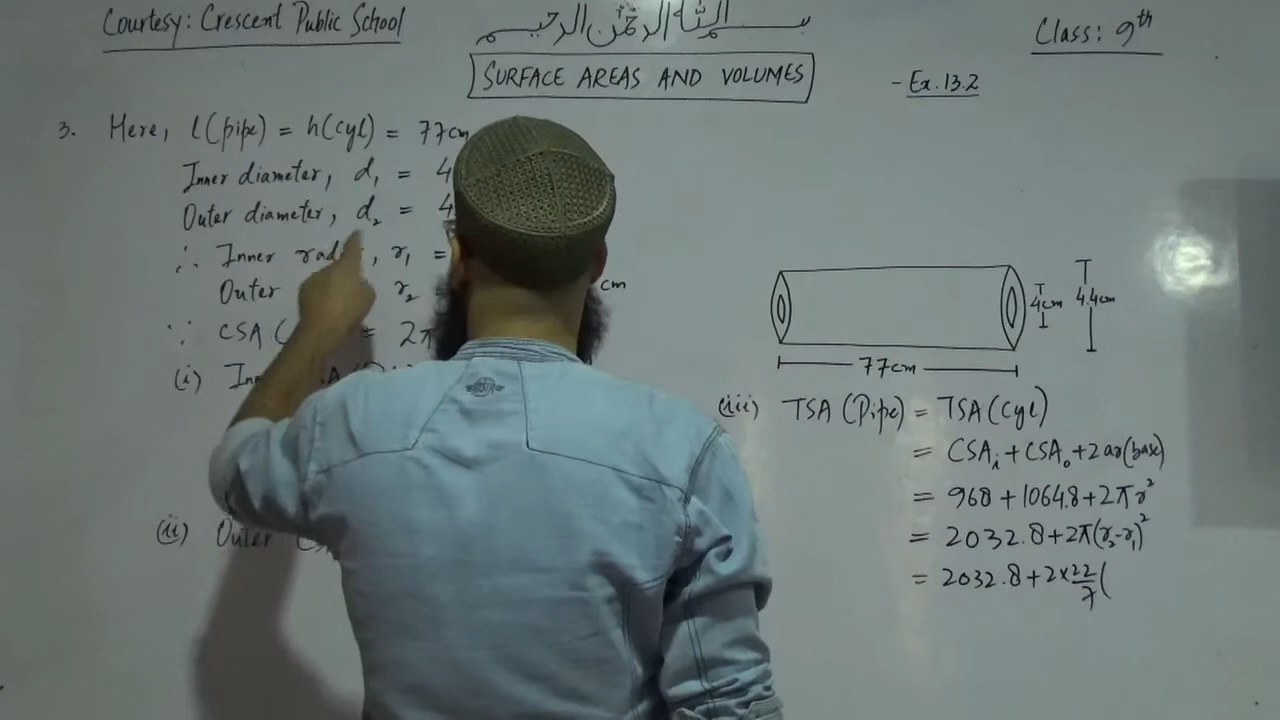 Courtesy: Crescent Public School
بسم الله الرحمن الرحيم
Class: 9th
SURFACE AREAS AND VOLUMES
- Ex. 13.2
3. Here, l(pipe) = h(cyl) = 77cm
Inner diameter, d₁ = 4
Outer diameter, d₂ = 4
∴ Inner , r₁ =
Outer r₂ cm
∵ CSA ( = 2π
(i)
(ii) Outer
4cm 4.4cm
77cm
(iii) TSA (Pipe) = TSA (Cyl)
= CSAᵢ + CSAₒ + 2 ar(base)
= 968 + 1064.8 + 2πr²
= 2032.8 + 2π(r₂-r₁)²
= 2032.8 + 2×22/7(